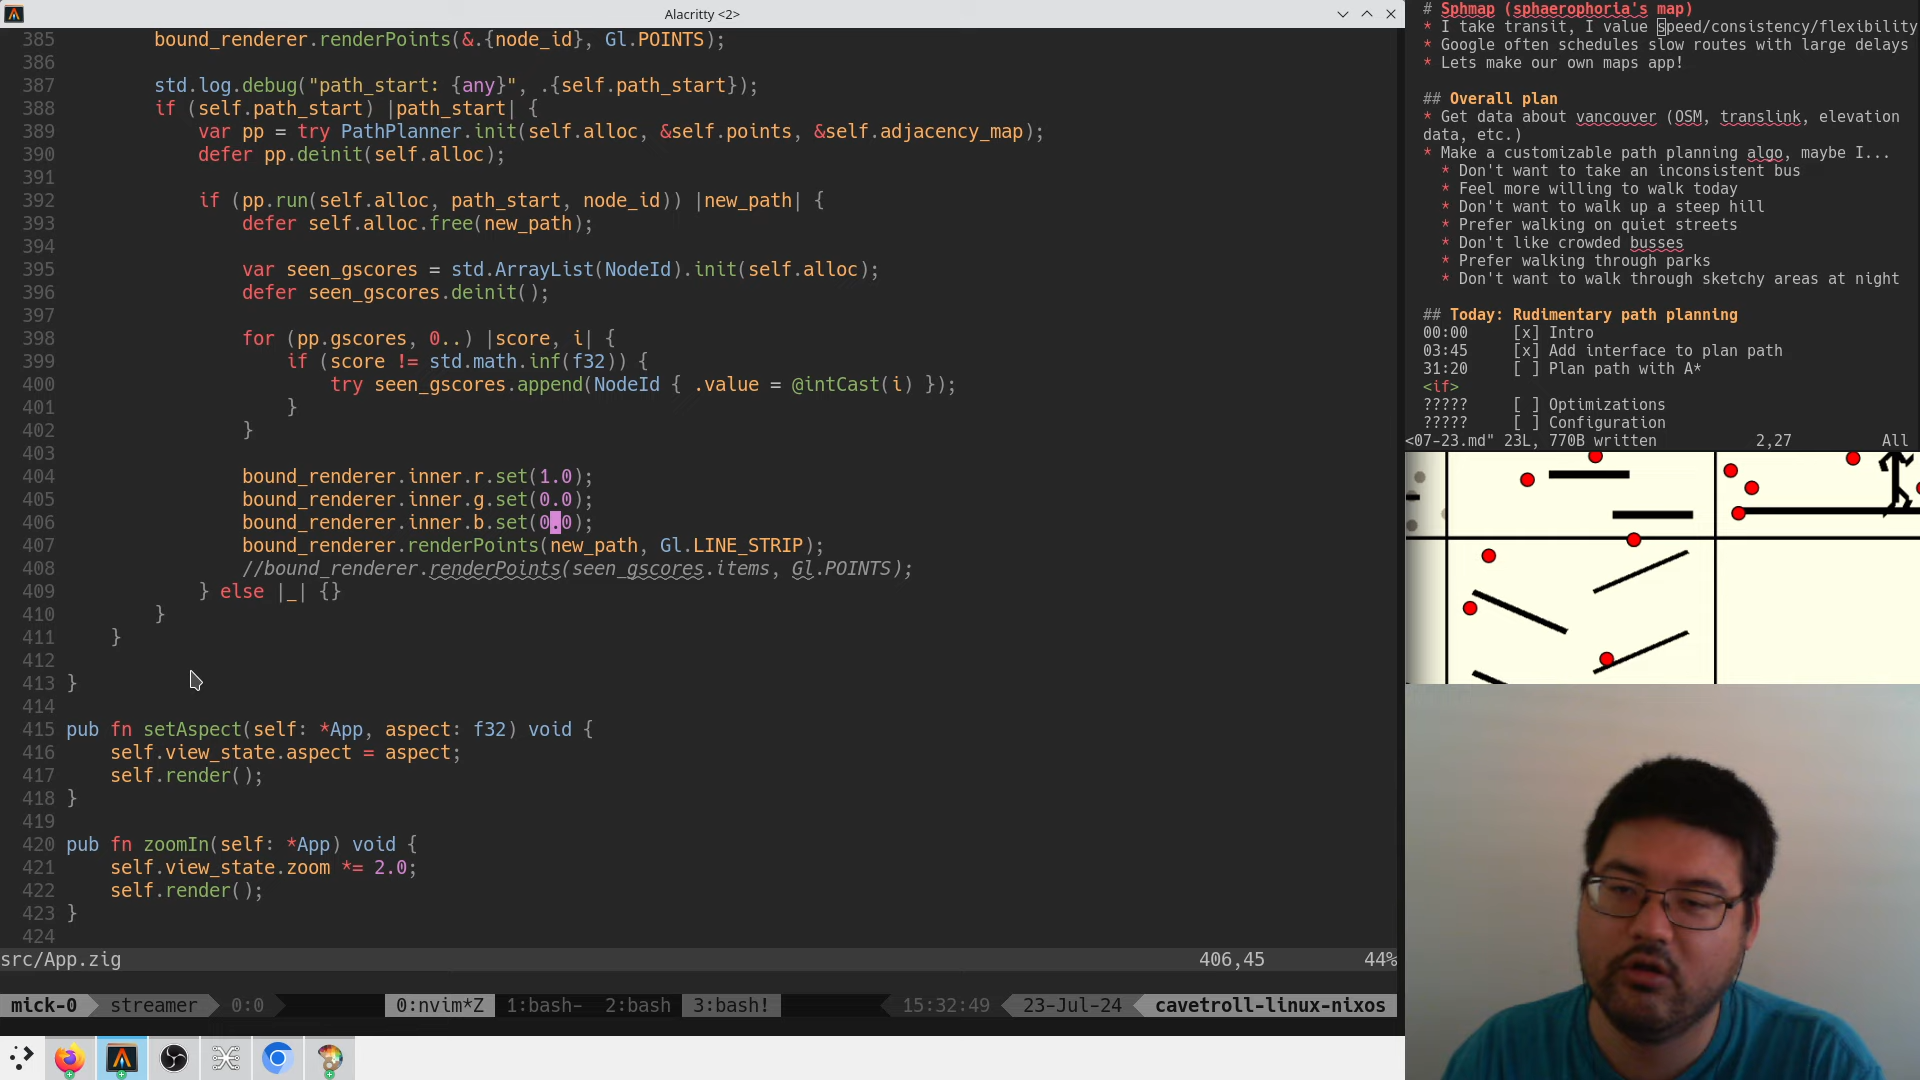 Alacritty <2>
385 bound_renderer.renderPoints(&.{node_id}, Gl.POINTS);
386
387 std.log.debug("path_start: {any}", .{self.path_start});
388 if (self.path_start) |path_start| {
389 var pp = try PathPlanner.init(self.alloc, &self.points, &self.adjacency_map);
390 defer pp.deinit(self.alloc);
391
392 if (pp.run(self.alloc, path_start, node_id)) |new_path| {
393 defer self.alloc.free(new_path);
394
395 var seen_gscores = std.ArrayList(NodeId).init(self.alloc);
396 defer seen_gscores.deinit();
397
398 for (pp.gscores, 0..) |score, i| {
399 if (score != std.math.inf(f32)) {
400 try seen_gscores.append(NodeId { .value = @intCast(i) });
401 }
402 }
403
404 bound_renderer.inner.r.set(1.0);
405 bound_renderer.inner.g.set(0.0);
406 bound_renderer.inner.b.set(0.0);
407 bound_renderer.renderPoints(new_path, Gl.LINE_STRIP);
408 //bound_renderer.renderPoints(seen_gscores.items, Gl.POINTS);
409 } else |_| {}
410 }
411 }
412
413 }
414
415 pub fn setAspect(self: *App, aspect: f32) void {
416 self.view_state.aspect = aspect;
417 self.render();
418 }
419
420 pub fn zoomIn(self: *App) void {
421 self.view_state.zoom *= 2.0;
422 self.render();
423 }
424
src/App.zig 406,45 44%
mick-0 streamer 0:0 0:nvim*Z 1:bash- 2:bash 3:bash! 15:32:49 23-Jul-24 cavetroll-linux-nixos
# Sphmap (sphaerophoria's map)
* I take transit, I value speed/consistency/flexibility
* Google often schedules slow routes with large delays
* Lets make our own maps app!
## Overall plan
* Get data about vancouver (OSM, translink, elevation
data, etc.)
* Make a customizable path planning algo, maybe I...
* Don't want to take an inconsistent bus
* Feel more willing to walk today
* Don't want to walk up a steep hill
* Prefer walking on quiet streets
* Don't like crowded busses
* Prefer walking through parks
* Don't want to walk through sketchy areas at night
## Today: Rudimentary path planning
00:00 [x] Intro
03:45 [x] Add interface to plan path
31:20 [ ] Plan path with A*
<if>
????? [ ] Optimizations
????? [ ] Configuration
<07-23.md" 23L, 770B written 2,27 All